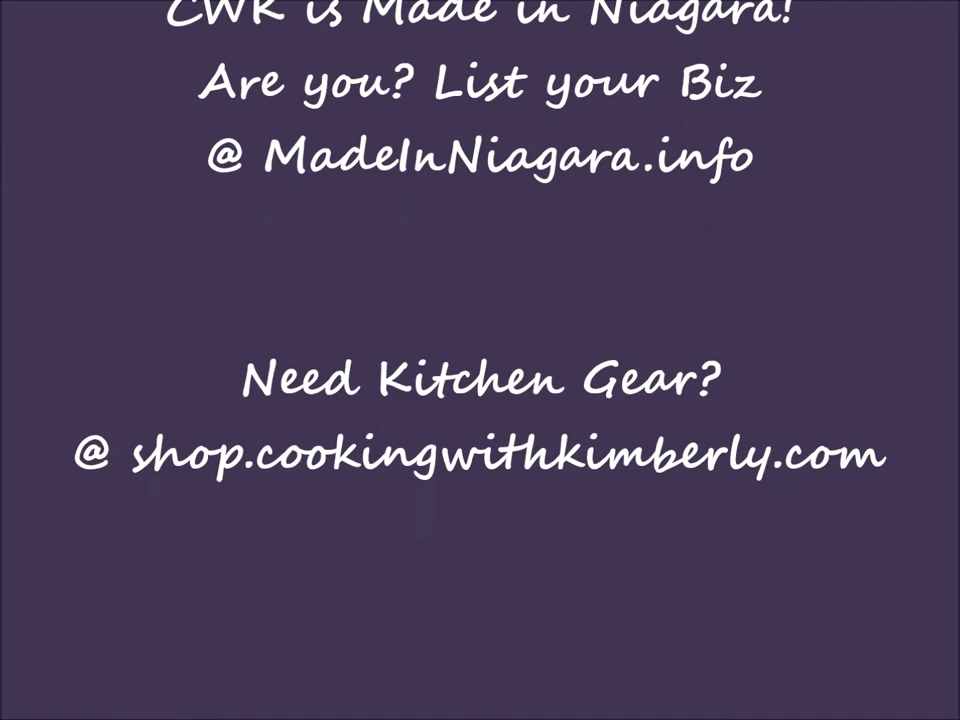 CWK is Made in Niagara!
Are you? List your Biz
@ MadeInNiagara.info
Need Kitchen Gear?
@ shop.cookingwithkimberly.com